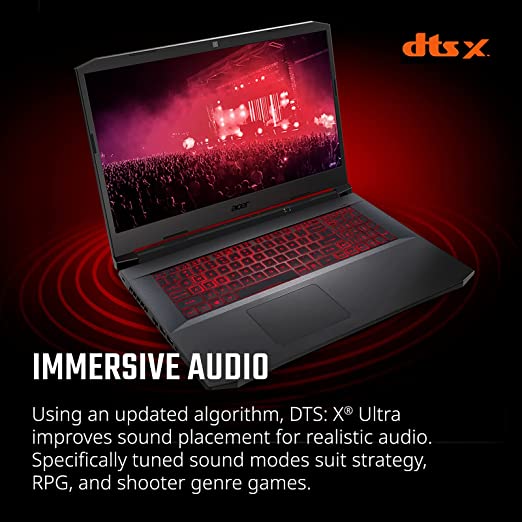 dts x
acer
IMMERSIVE AUDIO
Using an updated algorithm, DTS: X® Ultra
improves sound placement for realistic audio.
Specifically tuned sound modes suit strategy,
RPG, and shooter genre games.